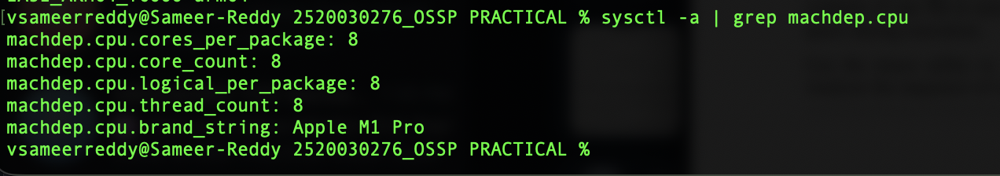 vsameerreddy@Sameer-Reddy 2520030276_OSSP PRACTICAL % sysctl -a | grep machdep.cpu
machdep.cpu.cores_per_package: 8
machdep.cpu.core_count: 8
machdep.cpu.logical_per_package: 8
machdep.cpu.thread_count: 8
machdep.cpu.brand_string: Apple M1 Pro
vsameerreddy@Sameer-Reddy 2520030276_OSSP PRACTICAL %